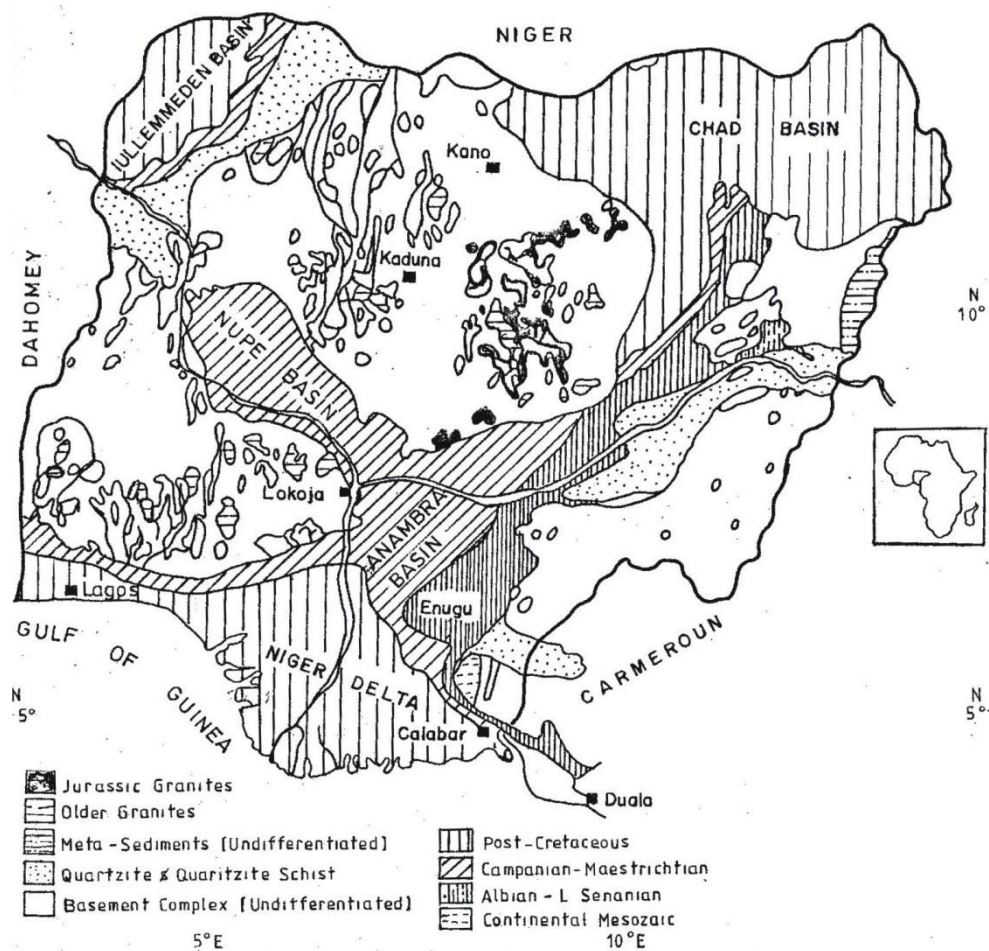 NIGER
IULLEMMEDEN BASIN
CHAD BASIN
Kano
Kaduna
DAHOMEY
N
10°
NUPE
BASIN
Lokoja
ANAMBRA
BASIN
Lagos
Enugu
GULF OF
GUINEA
NIGER
DELTA
CARMEROUN
N
5°
N
5°
Calabar
Duala
Jurassic Granites
Older Granites
Meta-Sediments [Undifferentiated]
Quartzite & Quaritzite Schist
Basement Complex [Undifferentiated]
Post-Cretaceous
Campanian-Maestrichtian
Albian - L Senanian
Continental Mesozaic
5°E
10°E